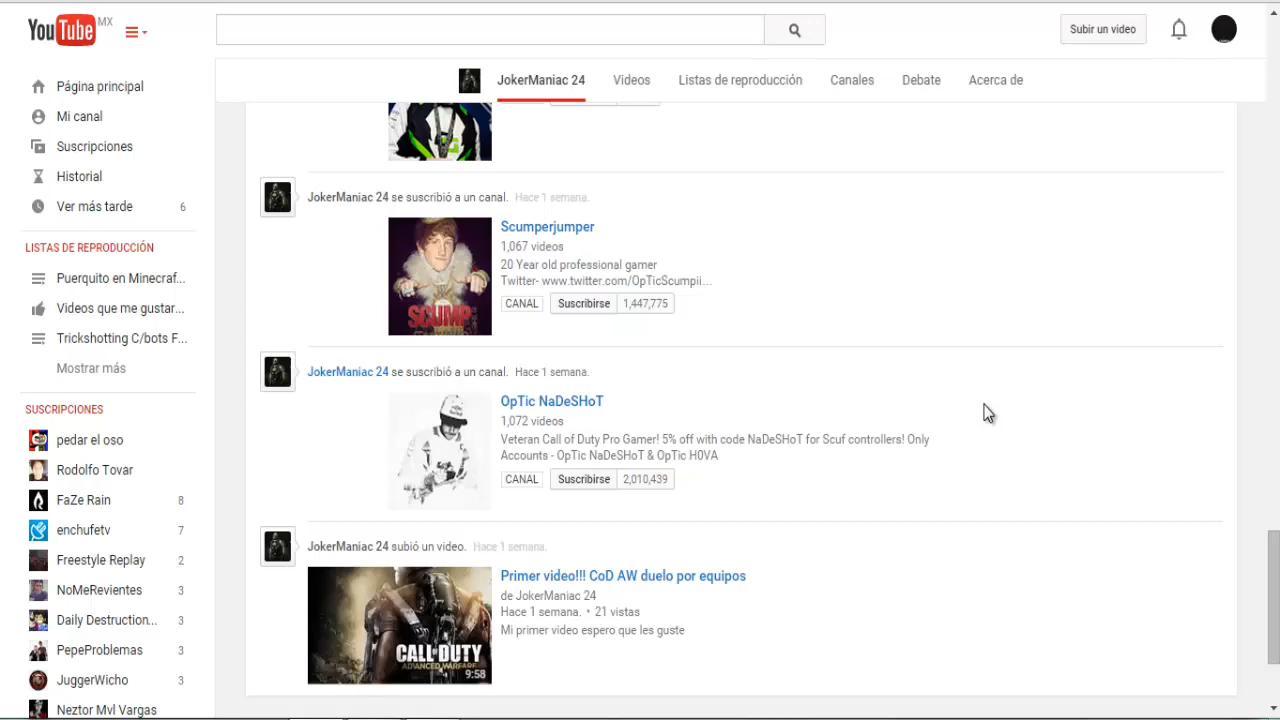 YouTube MX
Subir un video
JokerManiac 24 Videos Listas de reproducción Canales Debate Acerca de
Página principal
Mi canal
Suscripciones
Historial
Ver más tarde 6
LISTAS DE REPRODUCCIÓN
Puerquito en Minecraf...
Videos que me gustar...
Trickshotting C/bots F...
Mostrar más
SUSCRIPCIONES
pedar el oso
Rodolfo Tovar
FaZe Rain 8
enchufetv 7
Freestyle Replay 2
NoMeRevientes 3
Daily Destruction... 3
PepeProblemas 3
JuggerWicho 3
Neztor Mvl Vargas
JokerManiac 24 se suscribió a un canal. Hace 1 semana.
SCUMP
Scumperjumper
1,067 videos
20 Year old professional gamer
Twitter- www.twitter.com/OpTicScumpii...
CANAL Suscribirse 1,447,775
JokerManiac 24 se suscribió a un canal. Hace 1 semana.
OpTic NaDeSHoT
1,072 videos
Veteran Call of Duty Pro Gamer! 5% off with code NaDeSHoT for Scuf controllers! Only
Accounts - OpTic NaDeSHoT & OpTic H0VA
CANAL Suscribirse 2,010,439
JokerManiac 24 subió un video. Hace 1 semana.
CALL OF DUTY
ADVANCED WARFARE
9:58
Primer video!!! CoD AW duelo por equipos
de JokerManiac 24
Hace 1 semana. • 21 vistas
Mi primer video espero que les guste